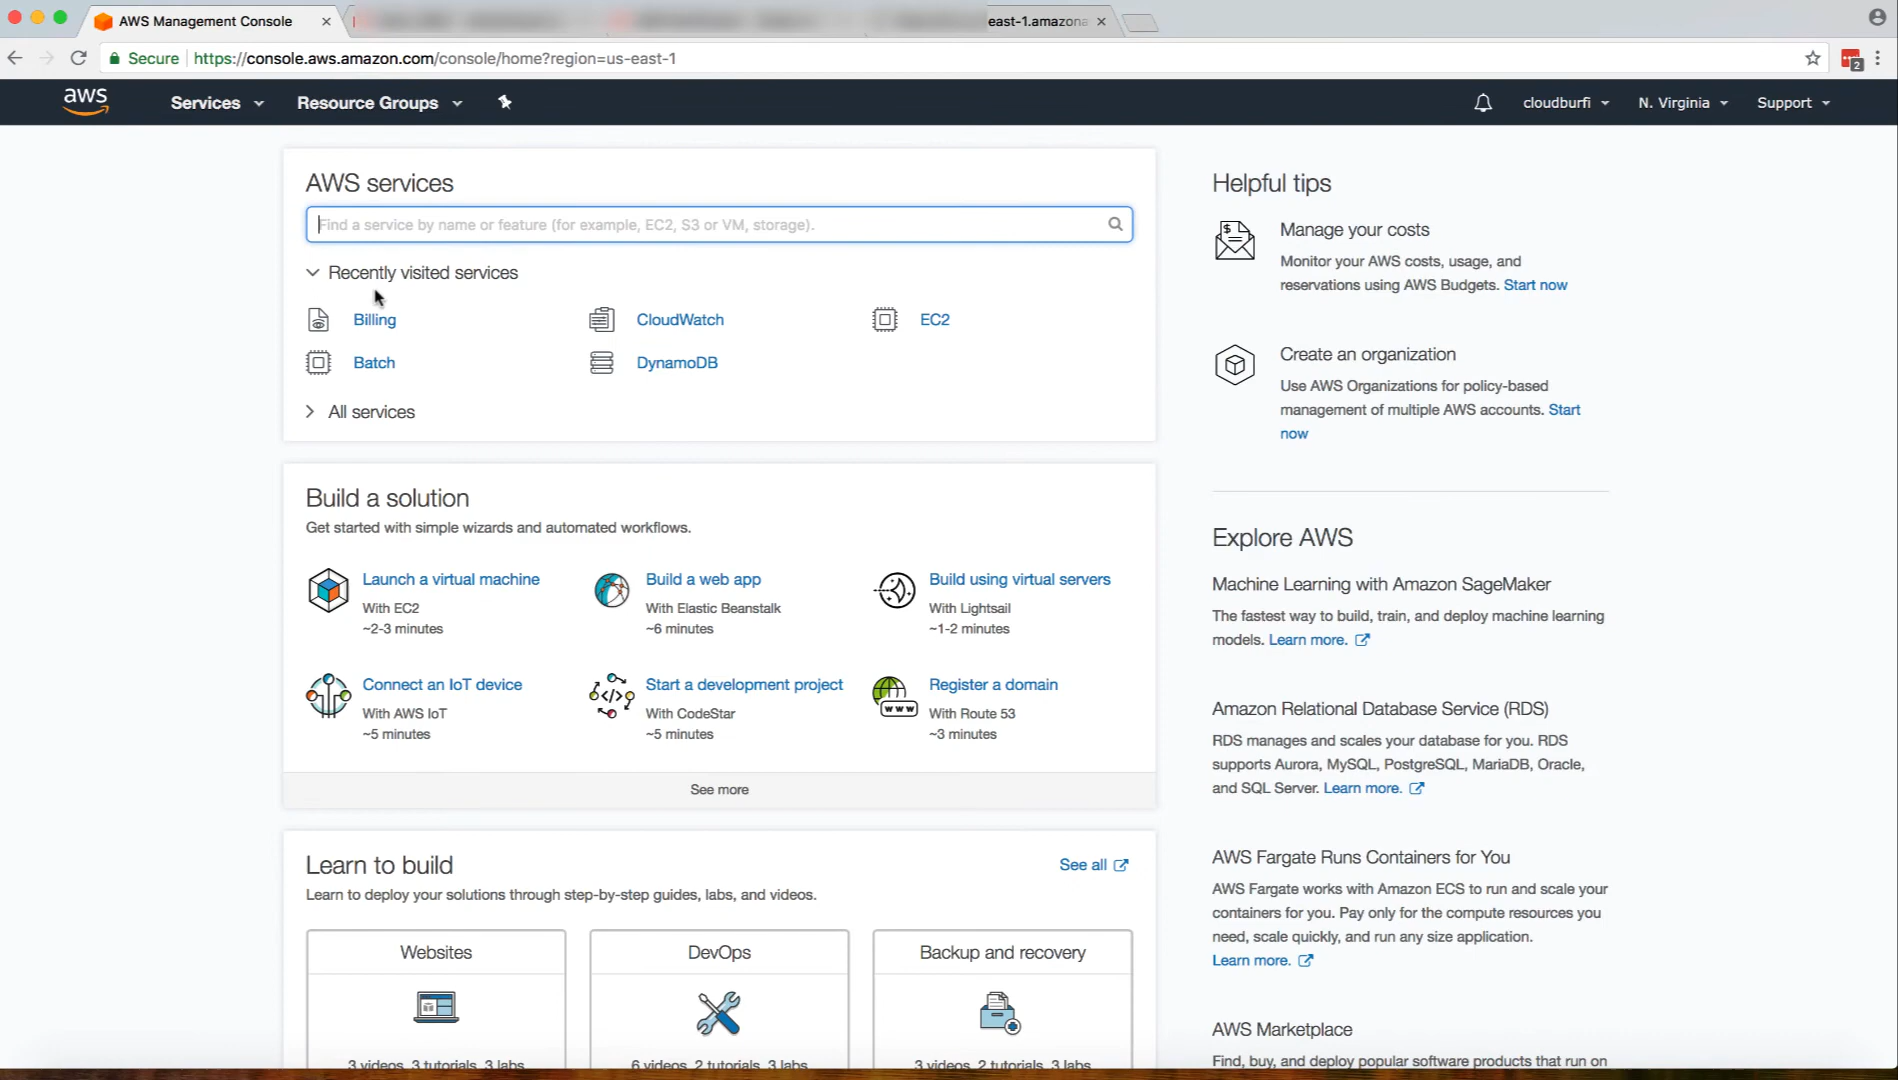 AWS Management Console
east-1.amazona
Secure https://console.aws.amazon.com/console/home?region=us-east-1
2
aws Services Resource Groups cloudburfi N. Virginia Support
AWS services
Find a service by name or feature (for example, EC2, S3 or VM, storage).
Recently visited services
Billing CloudWatch EC2
Batch DynamoDB
All services
Build a solution
Get started with simple wizards and automated workflows.
Launch a virtual machine
With EC2
~2-3 minutes
Build a web app
With Elastic Beanstalk
~6 minutes
Build using virtual servers
With Lightsail
~1-2 minutes
Connect an IoT device
With AWS IoT
~5 minutes
Start a development project
With CodeStar
~5 minutes
Register a domain
With Route 53
~3 minutes
See more
Learn to build
See all
Learn to deploy your solutions through step-by-step guides, labs, and videos.
Websites
3 videos, 3 tutorials, 3 labs
DevOps
6 videos, 2 tutorials, 3 labs
Backup and recovery
3 videos, 2 tutorials, 3 labs
Helpful tips
Manage your costs
Monitor your AWS costs, usage, and
reservations using AWS Budgets. Start now
Create an organization
Use AWS Organizations for policy-based
management of multiple AWS accounts. Start
now
Explore AWS
Machine Learning with Amazon SageMaker
The fastest way to build, train, and deploy machine learning
models. Learn more.
Amazon Relational Database Service (RDS)
RDS manages and scales your database for you. RDS
supports Aurora, MySQL, PostgreSQL, MariaDB, Oracle,
and SQL Server. Learn more.
AWS Fargate Runs Containers for You
AWS Fargate works with Amazon ECS to run and scale your
containers for you. Pay only for the compute resources you
need, scale quickly, and run any size application.
Learn more.
AWS Marketplace
Find, buy, and deploy popular software products that run on